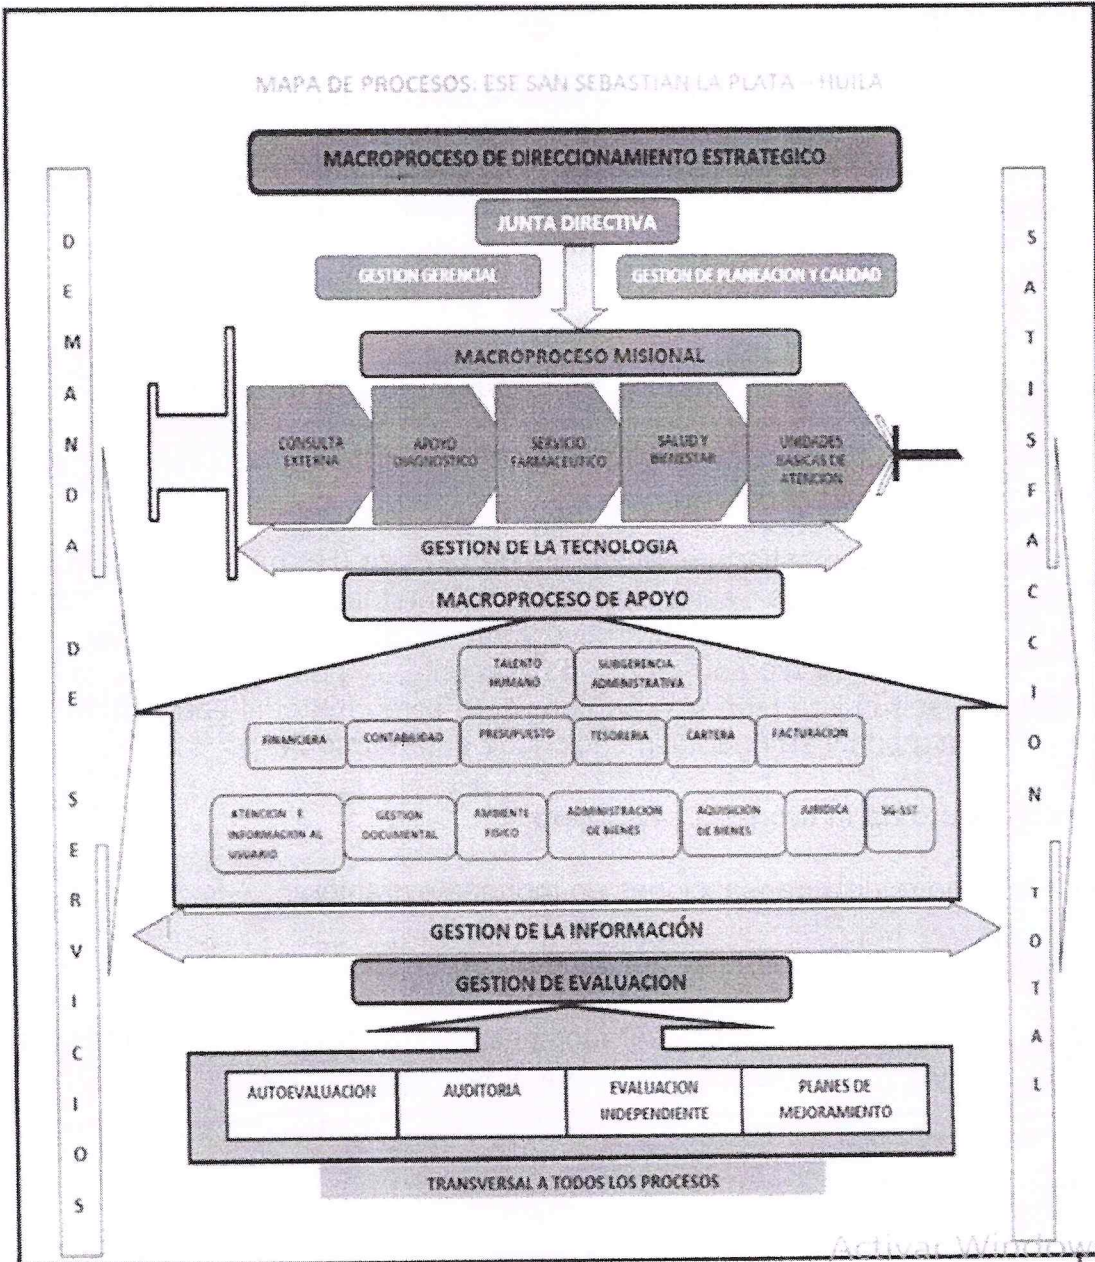 MAPA DE PROCESOS. ESE SAN SEBASTIAN LA PLATA – HUILA
MACROPROCESO DE DIRECCIONAMIENTO ESTRATEGICO
JUNTA DIRECTIVA
GESTION GERENCIAL
GESTION DE PLANEACION Y CALIDAD
MACROPROCESO MISIONAL
CONSULTA
EXTERNA
APOYO
DIAGNOSTICO
SERVICIO
FARMACEUTICO
SALUD Y
BIENESTAR
UNIDADES
BASICAS DE
ATENCION
GESTION DE LA TECNOLOGIA
MACROPROCESO DE APOYO
TALENTO
HUMANO
SUBGERENCIA
ADMINISTRATIVA
FINANCIERA
CONTABILIDAD
PRESUPUESTO
TESORERIA
CARTERA
FACTURACION
ATENCION E
INFORMACION AL
USUARIO
GESTION
DOCUMENTAL
AMBIENTE
FISICO
ADMINISTRACION
DE BIENES
AQUISICION
DE BIENES
JURIDICA
SG-SST
GESTION DE LA INFORMACIÓN
GESTION DE EVALUACION
AUTOEVALUACION
AUDITORIA
EVALUACION
INDEPENDIENTE
PLANES DE
MEJORAMIENTO
TRANSVERSAL A TODOS LOS PROCESOS
DEMANDA DE SERVICIOS
SATISFACCION TOTAL
Activar Windows